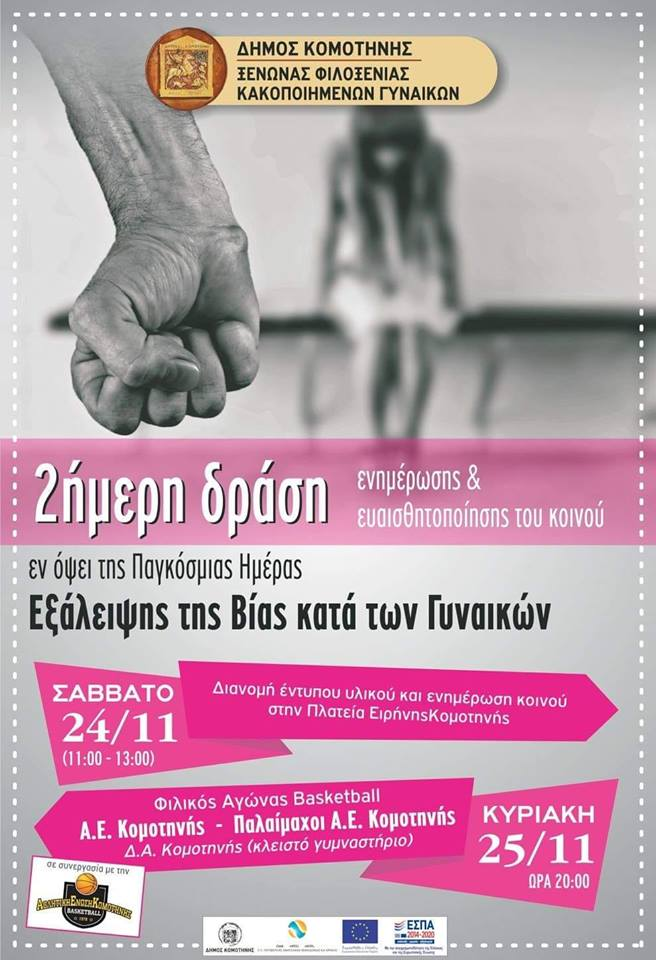 ΔΗΜΟΣ ΚΟΜΟΤΗΝΗΣ
ΞΕΝΩΝΑΣ ΦΙΛΟΞΕΝΙΑΣ
ΚΑΚΟΠΟΙΗΜΕΝΩΝ ΓΥΝΑΙΚΩΝ
2ήμερη δράση
ενημέρωσης &
ευαισθητοποίησης του κοινού
εν όψει της Παγκόσμιας Ημέρας
Εξάλειψης της Βίας κατά των Γυναικών
ΣΑΒΒΑΤΟ
24/11
(11:00 - 13:00)
Διανομή έντυπου υλικού και ενημέρωση κοινού
στην Πλατεία ΕιρήνηςΚομοτηνής
Φιλικός Αγώνας Basketball
Α.Ε. Κομοτηνής - Παλαίμαχοι Α.Ε. Κομοτηνής
Δ.Α. Κομοτηνής (κλειστό γυμναστήριο)
ΚΥΡΙΑΚΗ
25/11
ΩΡΑ 20:00
σε συνεργασία με την
ΑΘΛΗΤΙΚΗ ΕΝΩΣΗ ΚΟΜΟΤΗΝΗΣ
BASKETBALL
ΔΗΜΟΣ ΚΟΜΟΤΗΝΗΣ
ΕΣΠΑ
2014-2020